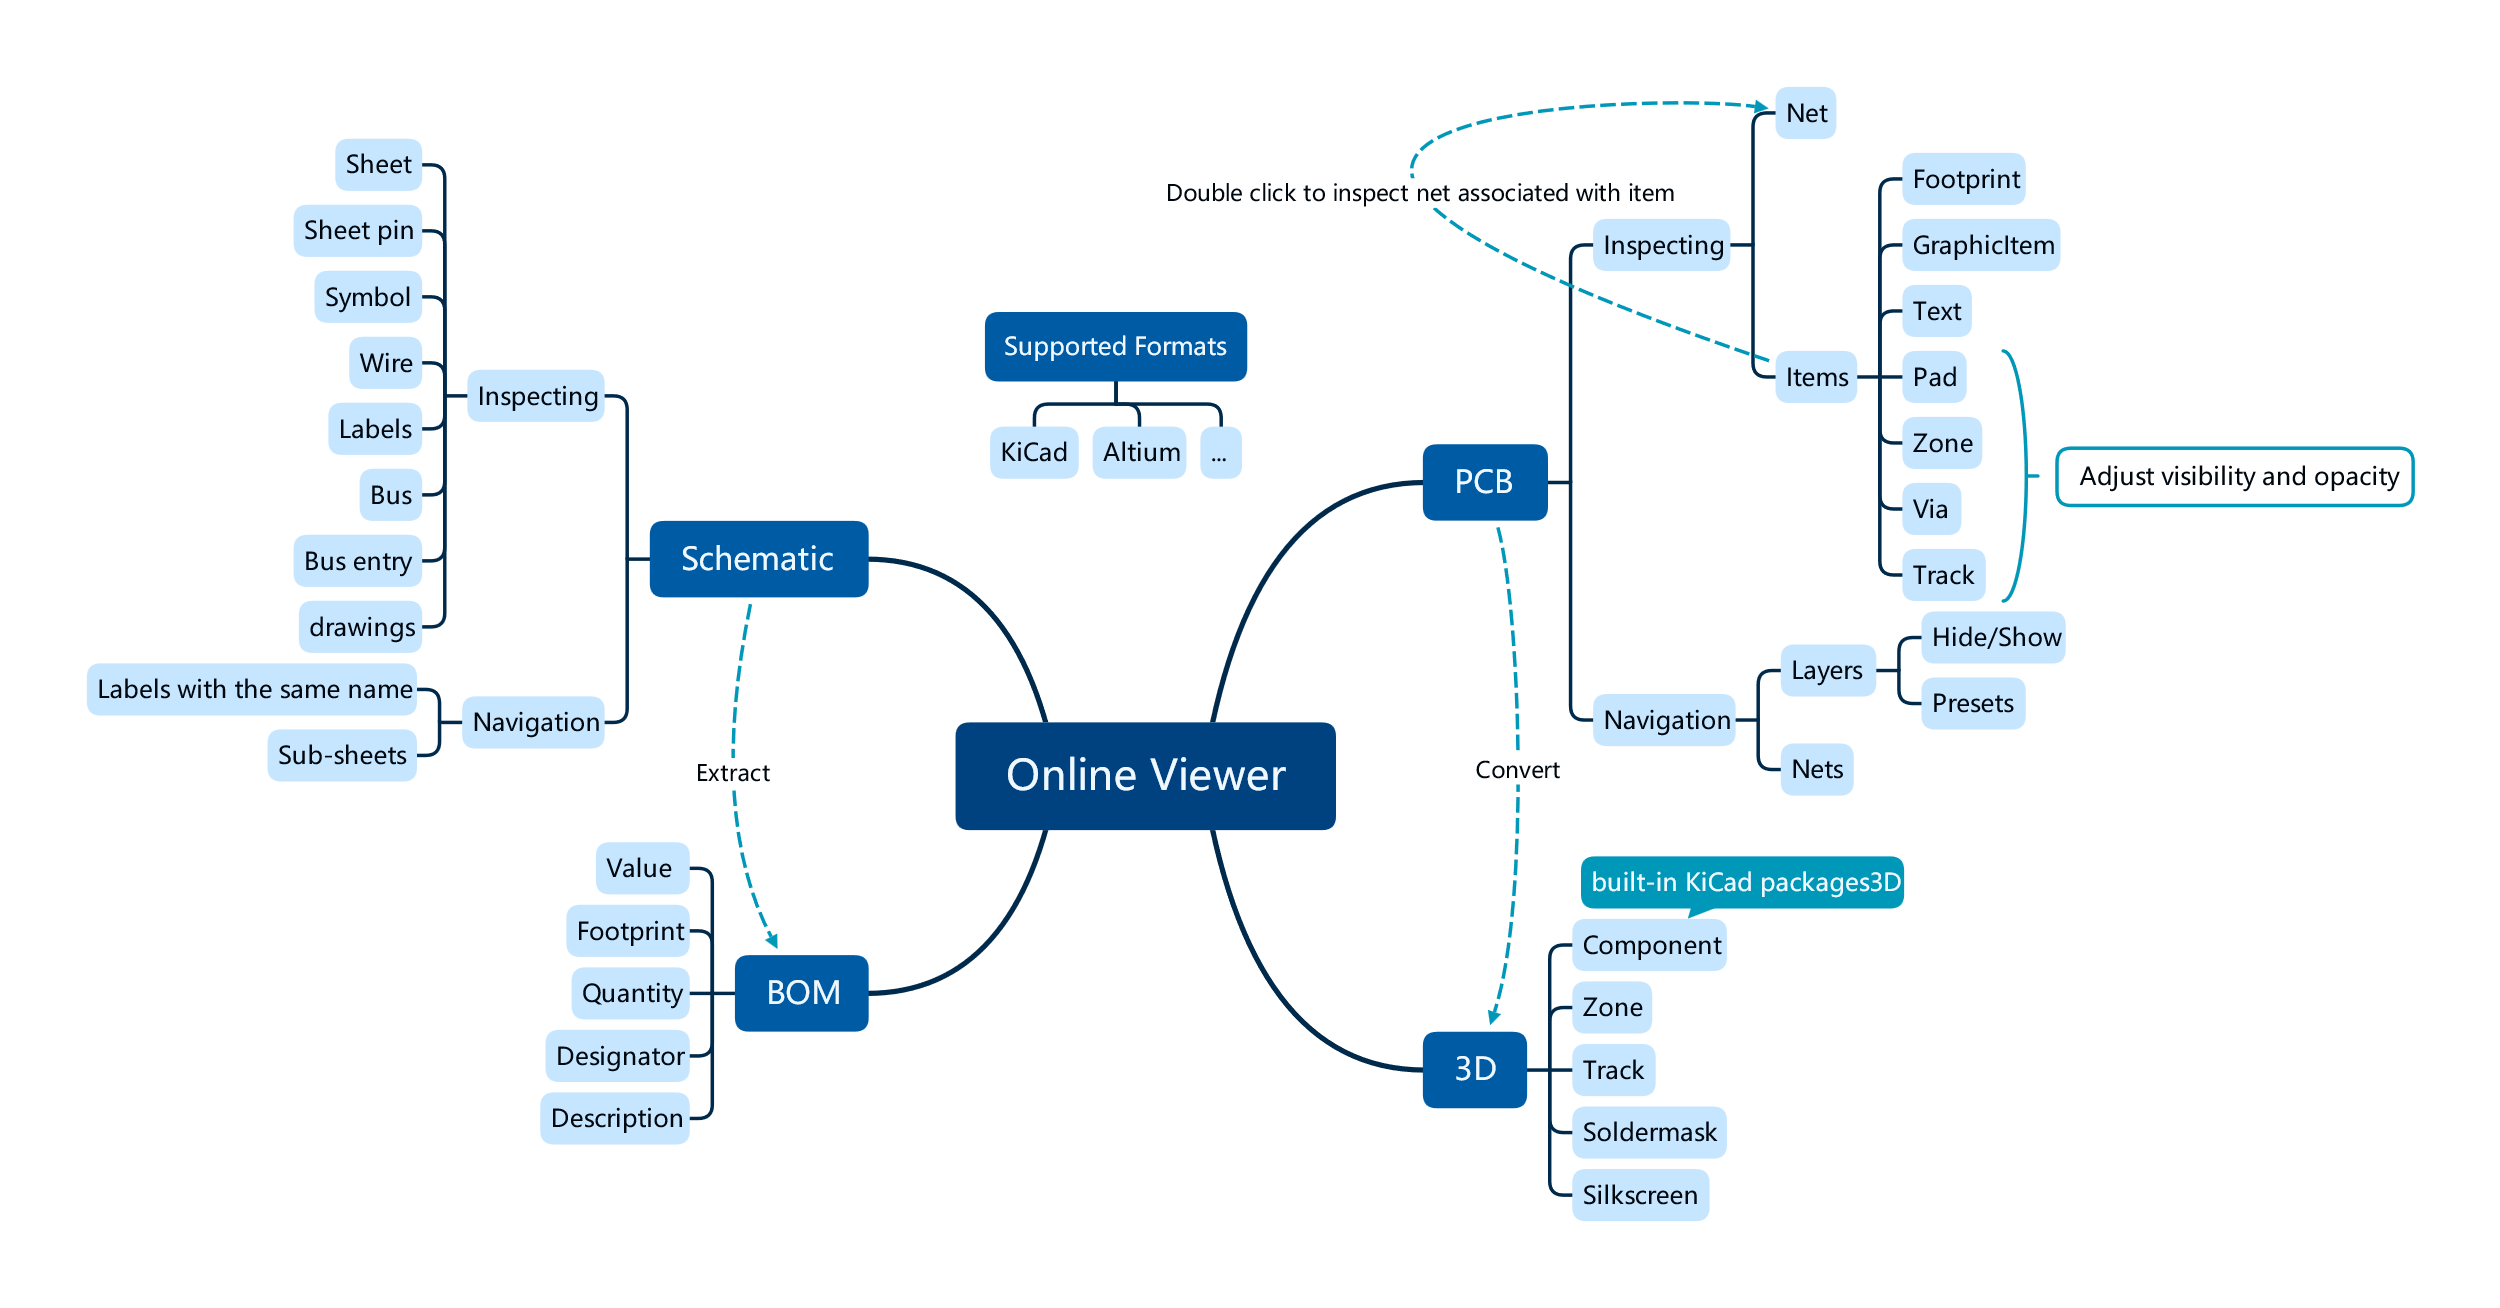 Sheet
Sheet pin
Symbol
Wire
Labels
Bus
Bus entry
drawings
Inspecting
Labels with the same name
Sub-sheets
Navigation
Schematic
Extract
Value
Footprint
Quantity
Designator
Description
BOM
Supported Formats
KiCad
Altium
...
Online Viewer
Double click to inspect net associated with item
PCB
Inspecting
Net
Items
Footprint
GraphicItem
Text
Pad
Zone
Via
Track
Adjust visibility and opacity
Navigation
Layers
Hide/Show
Presets
Nets
Convert
3D
built-in KiCad packages3D
Component
Zone
Track
Soldermask
Silkscreen